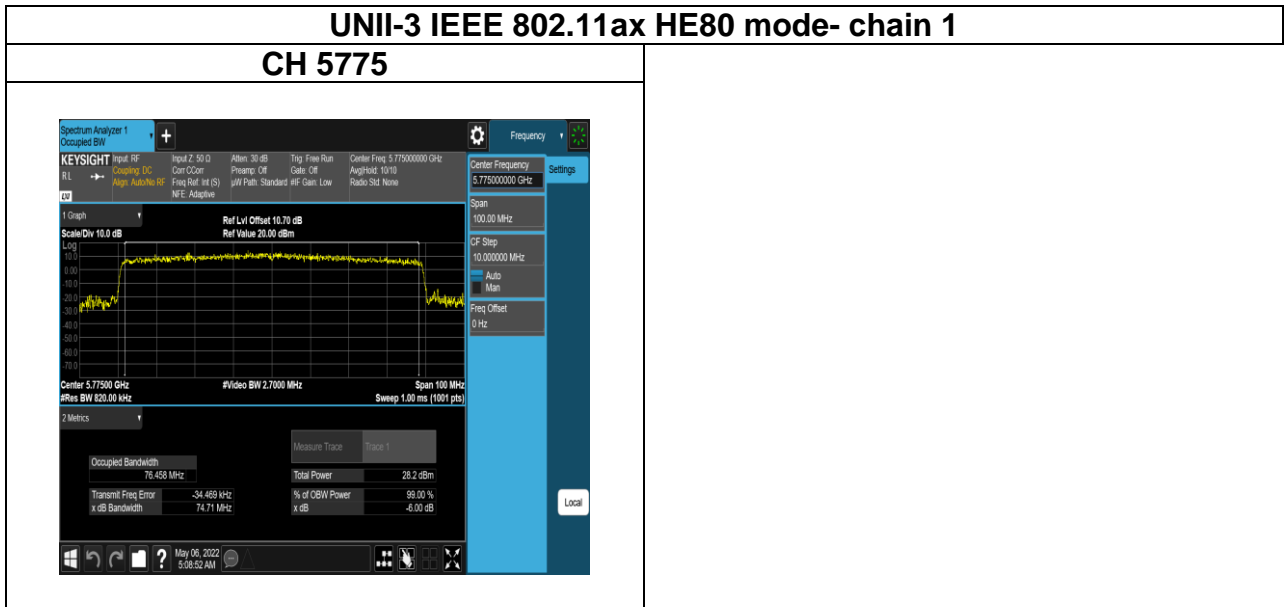 UNII-3 IEEE 802.11ax HE80 mode- chain 1
CH 5775
Spectrum Analyzer 1
Occupied BW
Frequency
KEYSIGHT Input: RF Input Z: 50 Ω Atten: 30 dB Trig: Free Run Center Freq: 5.775000000 GHz
RL Coupling: DC Corr CCorr Preamp: Off Gate: Off Avg|Hold: 10/10
Align: Auto/No RF Freq Ref: Int (S) µW Path: Standard #IF Gain: Low Radio Std: None
NFE: Adaptive
Center Frequency
5.775000000 GHz
Settings
Span
100.00 MHz
CF Step
10.000000 MHz
Auto
Man
Freq Offset
0 Hz
1 Graph
Ref Lvl Offset 10.70 dB
Scale/Div 10.0 dB Ref Value 20.00 dBm
Log
10.0
0.00
-10.0
-20.0
-30.0
-40.0
-50.0
-60.0
-70.0
Center 5.77500 GHz #Video BW 2.7000 MHz Span 100 MHz
#Res BW 820.00 kHz Sweep 1.00 ms (1001 pts)
2 Metrics
Measure Trace Trace 1
Occupied Bandwidth
76.458 MHz Total Power 28.2 dBm
Transmit Freq Error -34.469 kHz % of OBW Power 99.00 %
x dB Bandwidth 74.71 MHz x dB -6.00 dB
Local
May 06, 2022
5:08:52 AM